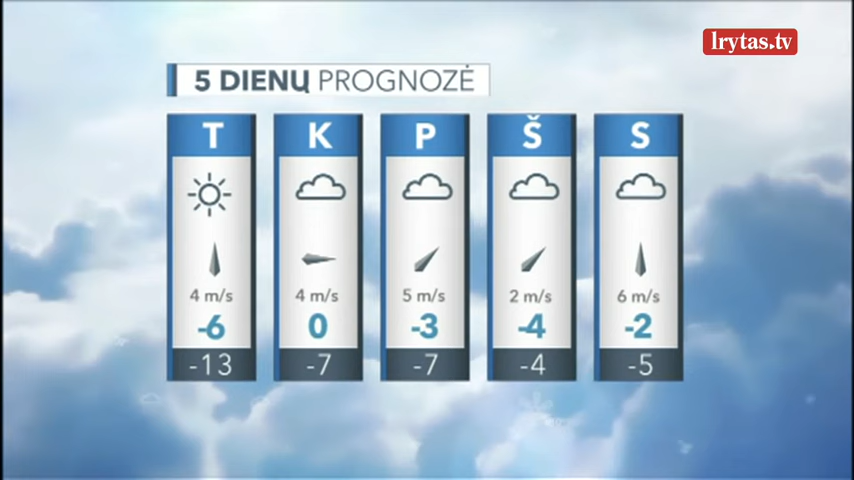 lrytas.tv
5 DIENŲ PROGNOZĖ
T K P Š S
4 m/s 4 m/s 5 m/s 2 m/s 6 m/s
-6 0 -3 -4 -2
-13 -7 -7 -4 -5